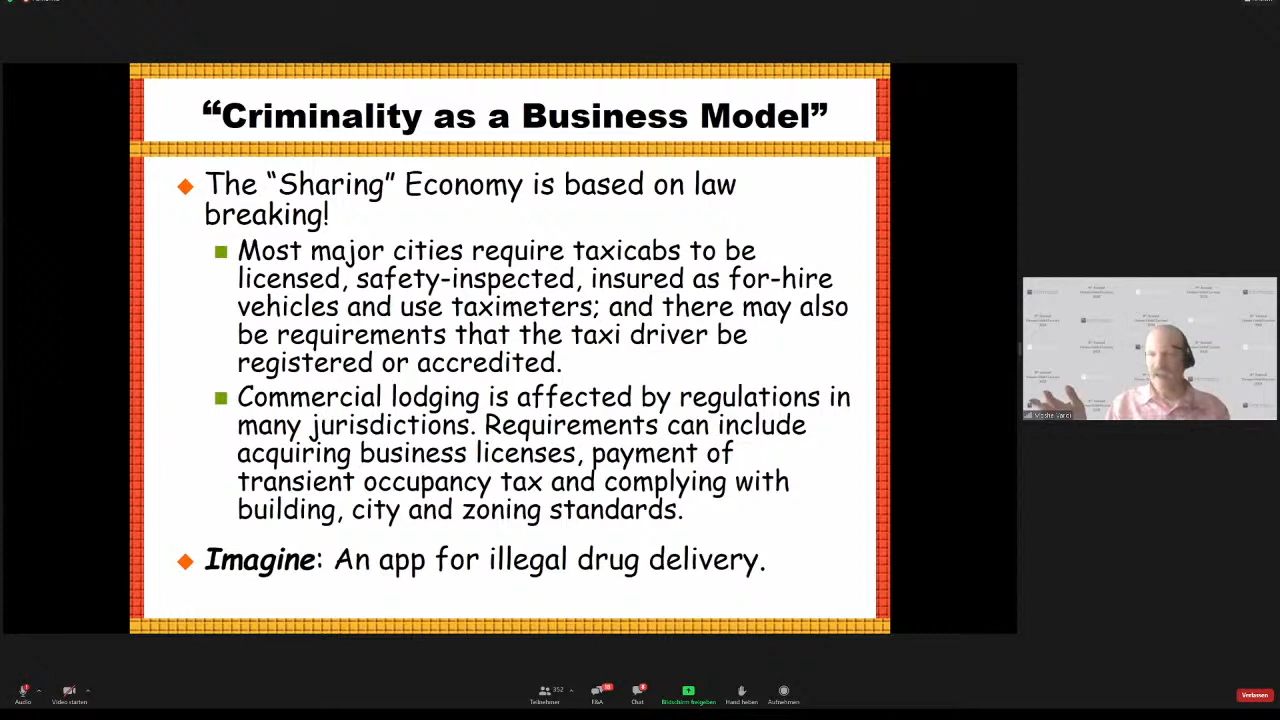 “Criminality as a Business Model”
The “Sharing” Economy is based on law
breaking!
Most major cities require taxicabs to be
licensed, safety-inspected, insured as for-hire
vehicles and use taximeters; and there may also
be requirements that the taxi driver be
registered or accredited.
Commercial lodging is affected by regulations in
many jurisdictions. Requirements can include
acquiring business licenses, payment of
transient occupancy tax and complying with
building, city and zoning standards.
Imagine: An app for illegal drug delivery.
Moshe Vardi
352
18
8
Audio
Video starten
Teilnehmer
F&A
Chat
Bildschirm freigeben
Hand heben
Aufnehmen
Verlassen